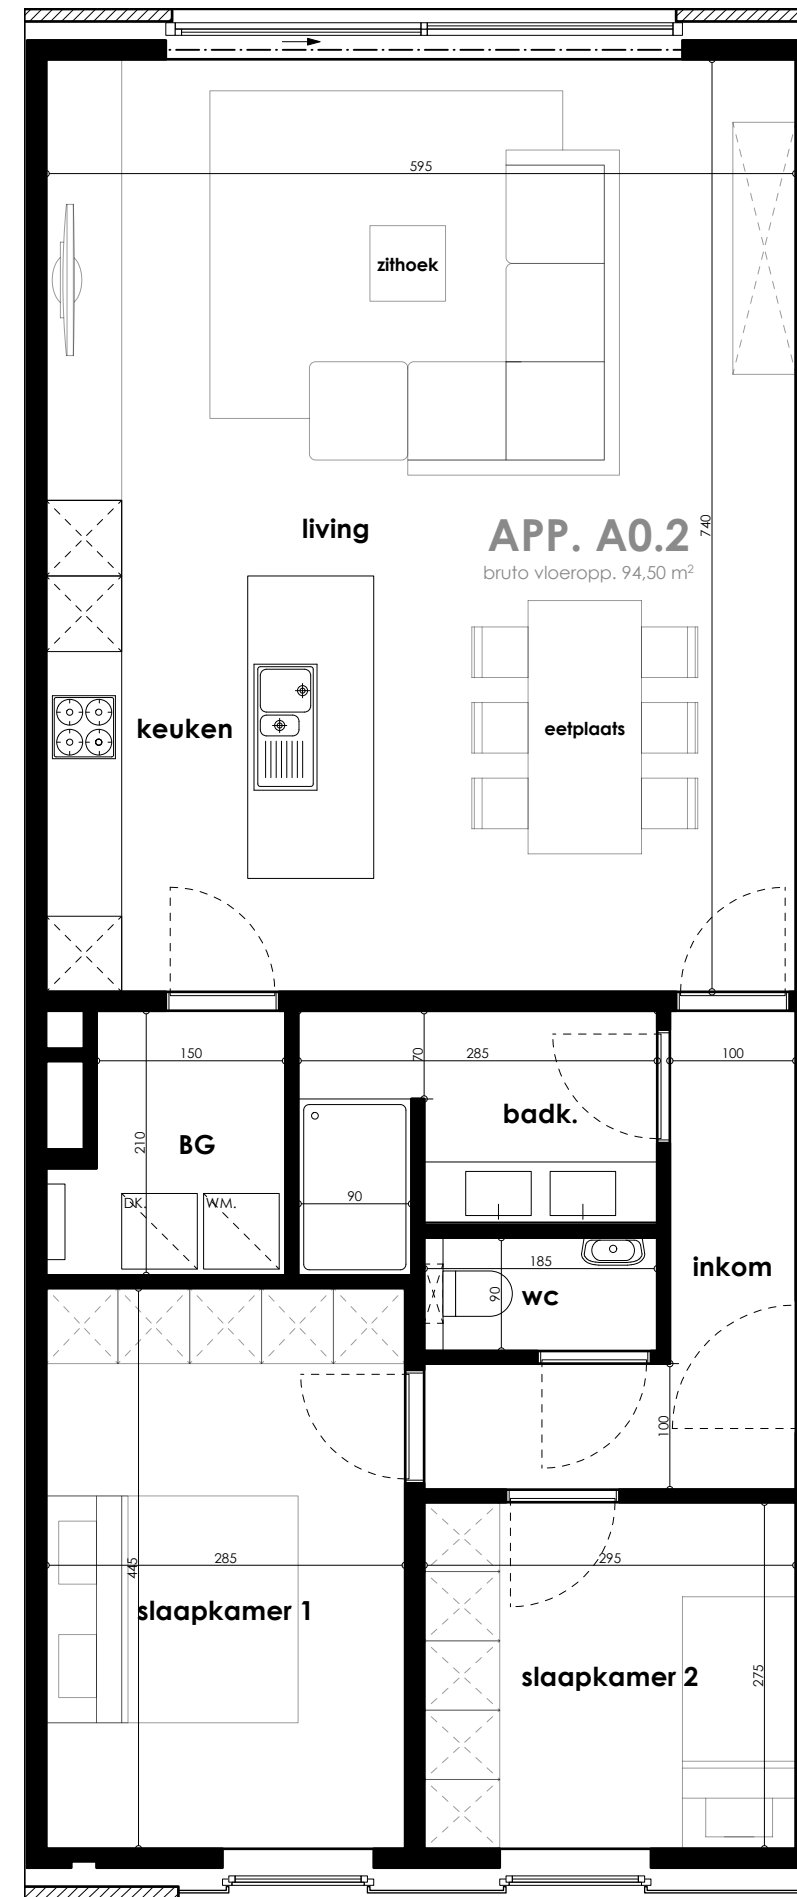 595
zithoek
living
APP. A0.2
bruto vloeropp. 94,50 m²
740
keuken
eetplaats
150
70
285
100
badk.
210
BG
90
DK.
WM.
185
inkom
90
wc
100
285
445
295
slaapkamer 1
slaapkamer 2
275